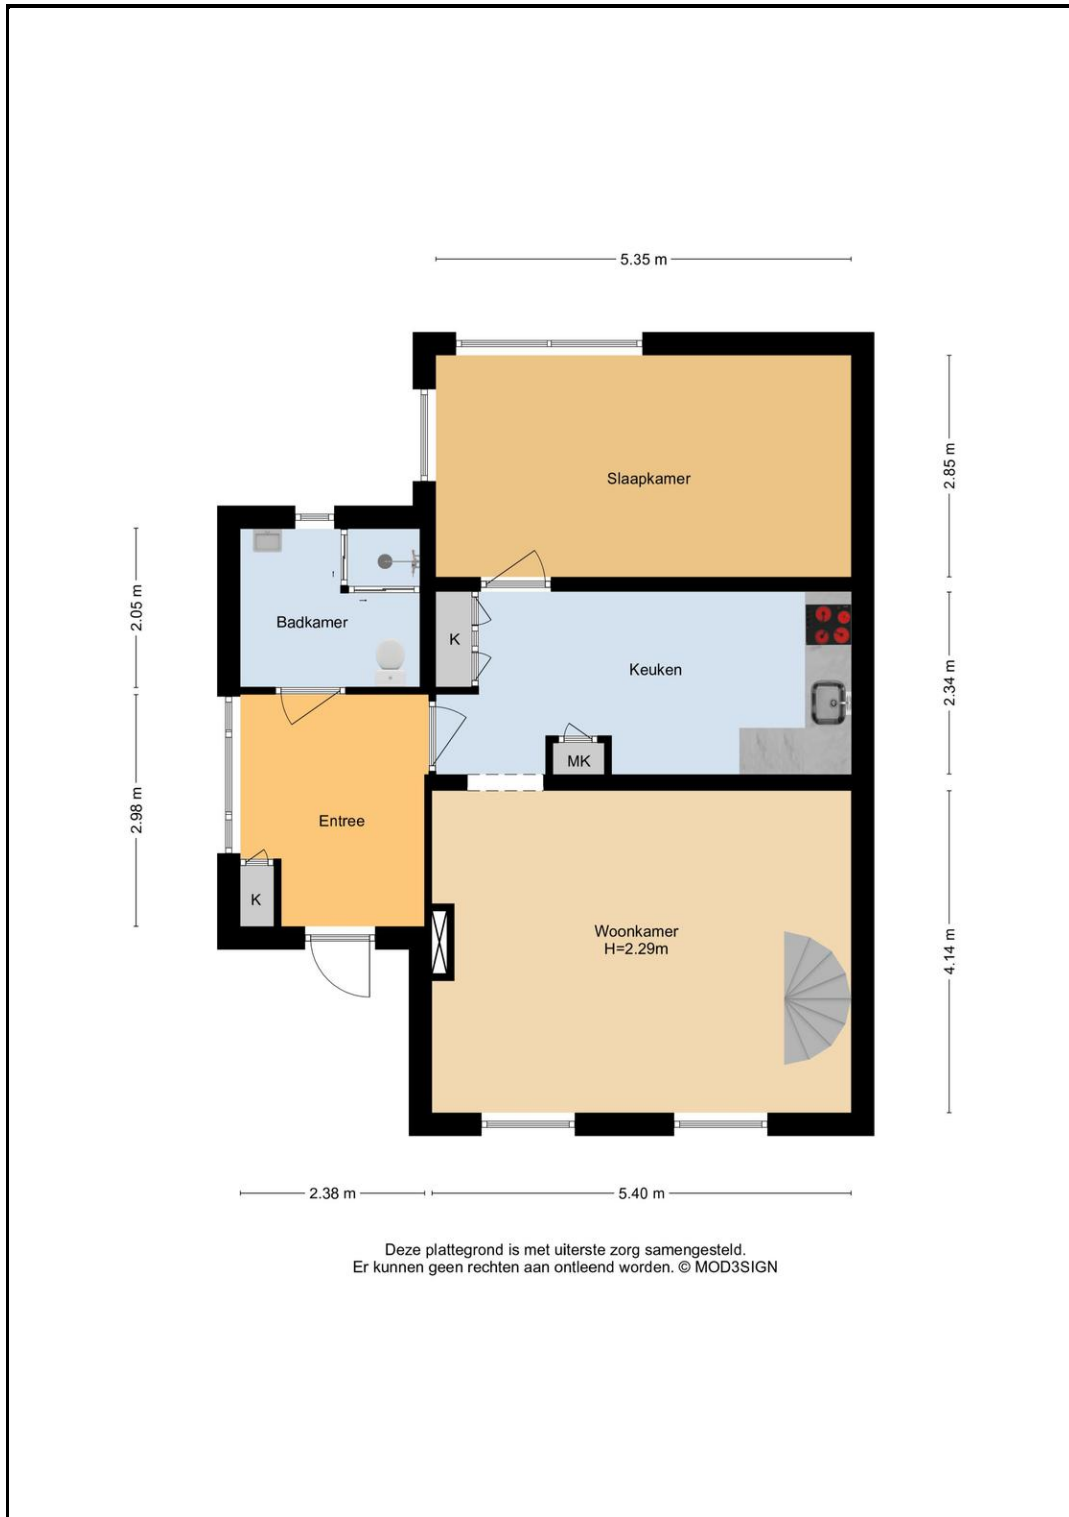 5.35 m
Slaapkamer
2.85 m
2.05 m
Badkamer
K
Keuken
2.34 m
MK
2.98 m
Entree
K
Woonkamer
H=2.29m
4.14 m
2.38 m
5.40 m
Deze plattegrond is met uiterste zorg samengesteld.
Er kunnen geen rechten aan ontleend worden. © MOD3SIGN